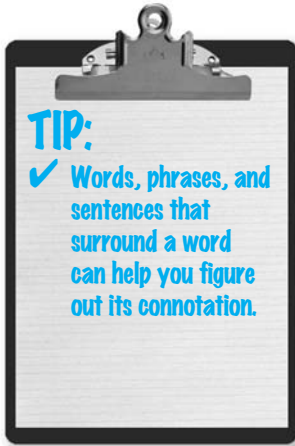 TIP:
✔ Words, phrases, and
sentences that
surround a word
can help you figure
out its connotation.